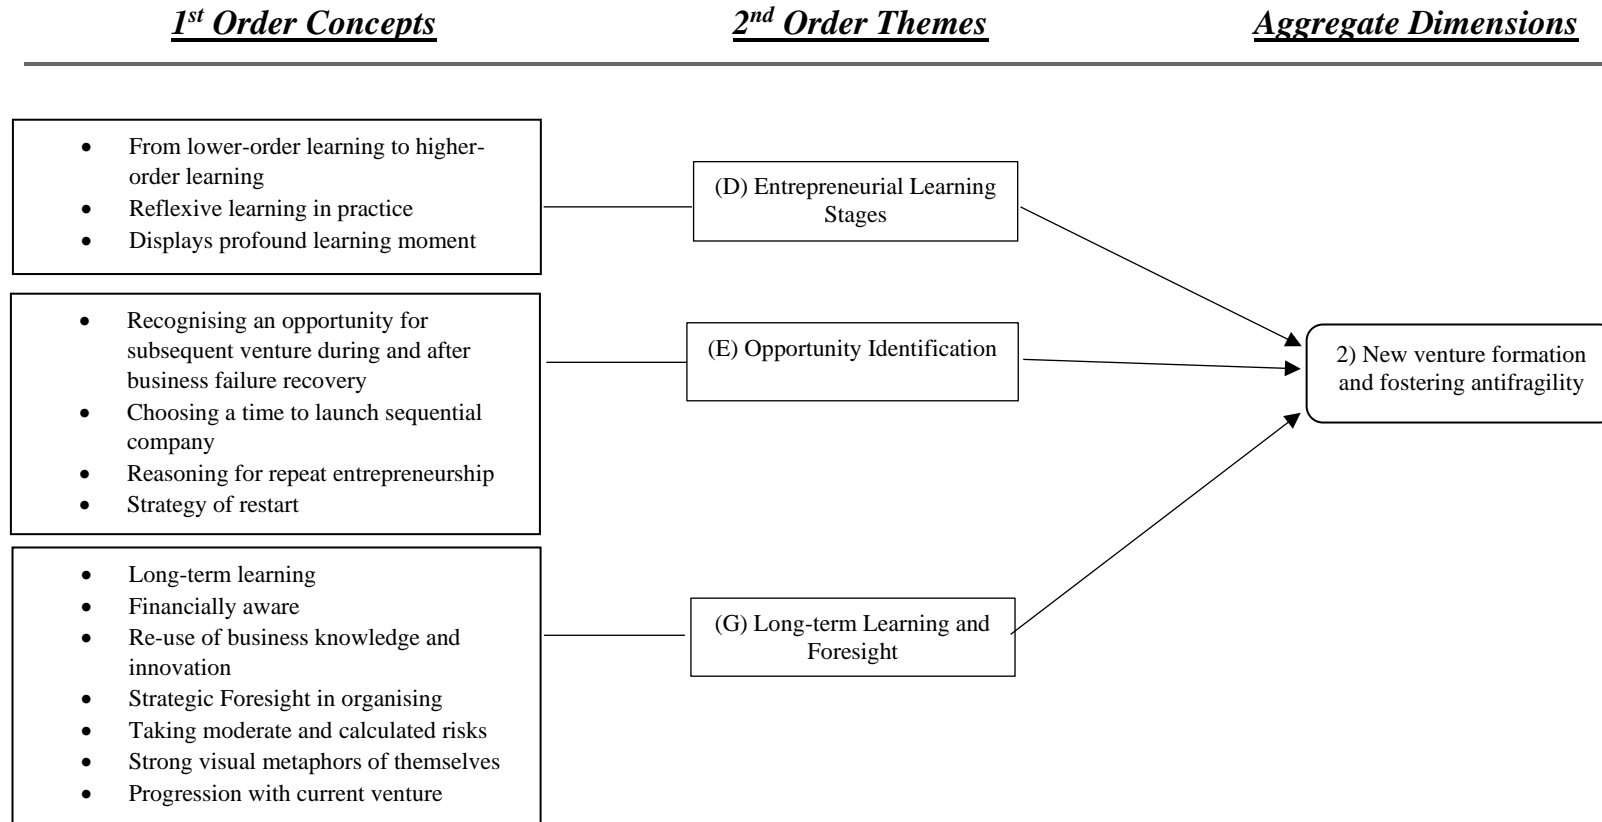 1st Order Concepts
2nd Order Themes
Aggregate Dimensions
• From lower-order learning to higher-
order learning
• Reflexive learning in practice
• Displays profound learning moment
(D) Entrepreneurial Learning
Stages
• Recognising an opportunity for
subsequent venture during and after
business failure recovery
• Choosing a time to launch sequential
company
• Reasoning for repeat entrepreneurship
• Strategy of restart
(E) Opportunity Identification
2) New venture formation
and fostering antifragility
• Long-term learning
• Financially aware
• Re-use of business knowledge and
innovation
• Strategic Foresight in organising
• Taking moderate and calculated risks
• Strong visual metaphors of themselves
• Progression with current venture
(G) Long-term Learning and
Foresight